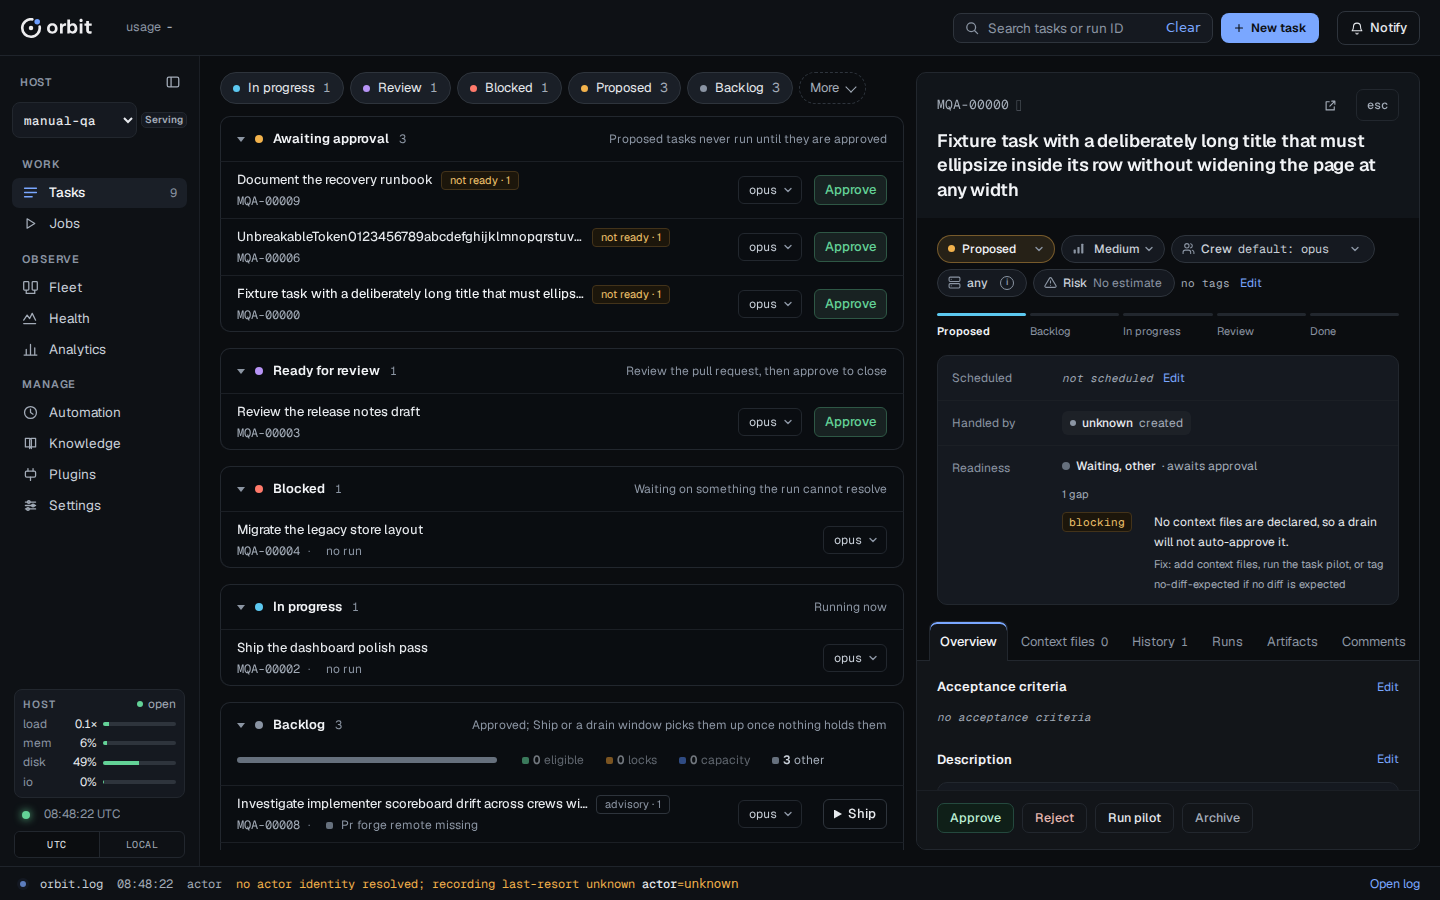 orbit
usage –
Search tasks or run ID
Clear
+ New task
Notify
HOST
manual-qa
Serving
WORK
Tasks 9
Jobs
OBSERVE
Fleet
Health
Analytics
MANAGE
Automation
Knowledge
Plugins
Settings
HOST open
load 0.1×
mem 6%
disk 49%
io 0%
08:48:22 UTC
UTC LOCAL
In progress 1
Review 1
Blocked 1
Proposed 3
Backlog 3
More
Awaiting approval 3
Proposed tasks never run until they are approved
Document the recovery runbook not ready · 1
MQA-00009
opus Approve
UnbreakableToken0123456789abcdefghijklmnopqrstuv… not ready · 1
MQA-00006
opus Approve
Fixture task with a deliberately long title that must ellips… not ready · 1
MQA-00000
opus Approve
Ready for review 1
Review the pull request, then approve to close
Review the release notes draft
MQA-00003
opus Approve
Blocked 1
Waiting on something the run cannot resolve
Migrate the legacy store layout
MQA-00004 · no run
opus
In progress 1
Running now
Ship the dashboard polish pass
MQA-00002 · no run
opus
Backlog 3
Approved; Ship or a drain window picks them up once nothing holds them
0 eligible 0 locks 0 capacity 3 other
Investigate implementer scoreboard drift across crews wi… advisory · 1
MQA-00008 · Pr forge remote missing
opus Ship
MQA-00000
esc
Fixture task with a deliberately long title that must
ellipsize inside its row without widening the page at
any width
Proposed Medium Crew default: opus
any Risk No estimate no tags Edit
Proposed Backlog In progress Review Done
Scheduled not scheduled Edit
Handled by unknown created
Readiness Waiting, other · awaits approval
1 gap
blocking No context files are declared, so a drain
will not auto-approve it.
Fix: add context files, run the task pilot, or tag
no-diff-expected if no diff is expected
Overview Context files 0 History 1 Runs Artifacts Comments
Acceptance criteria Edit
no acceptance criteria
Description Edit
Approve Reject Run pilot Archive
orbit.log 08:48:22 actor no actor identity resolved; recording last-resort unknown actor=unknown
Open log